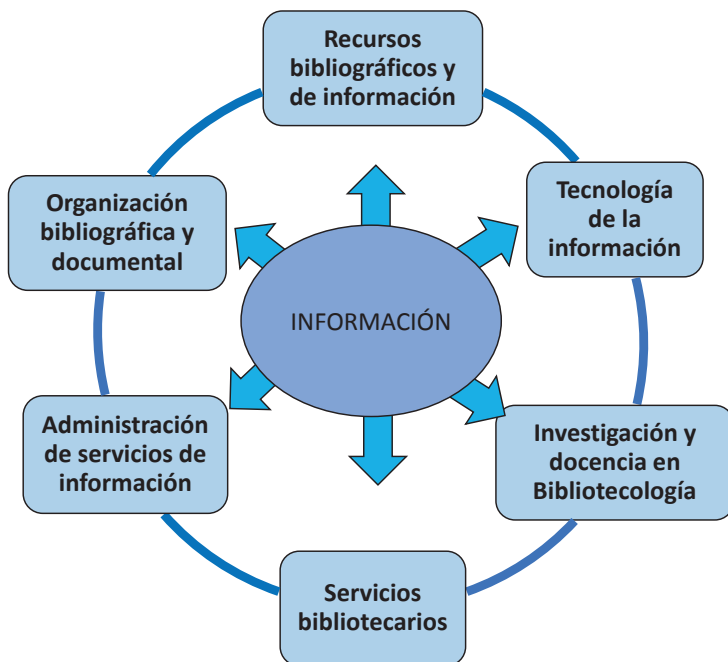 Recursos
bibliográficos y
de información
Tecnología
de la
información
Organización
bibliográfica y
documental
INFORMACIÓN
Administración
de servicios de
información
Investigación y
docencia en
Bibliotecología
Servicios
bibliotecarios